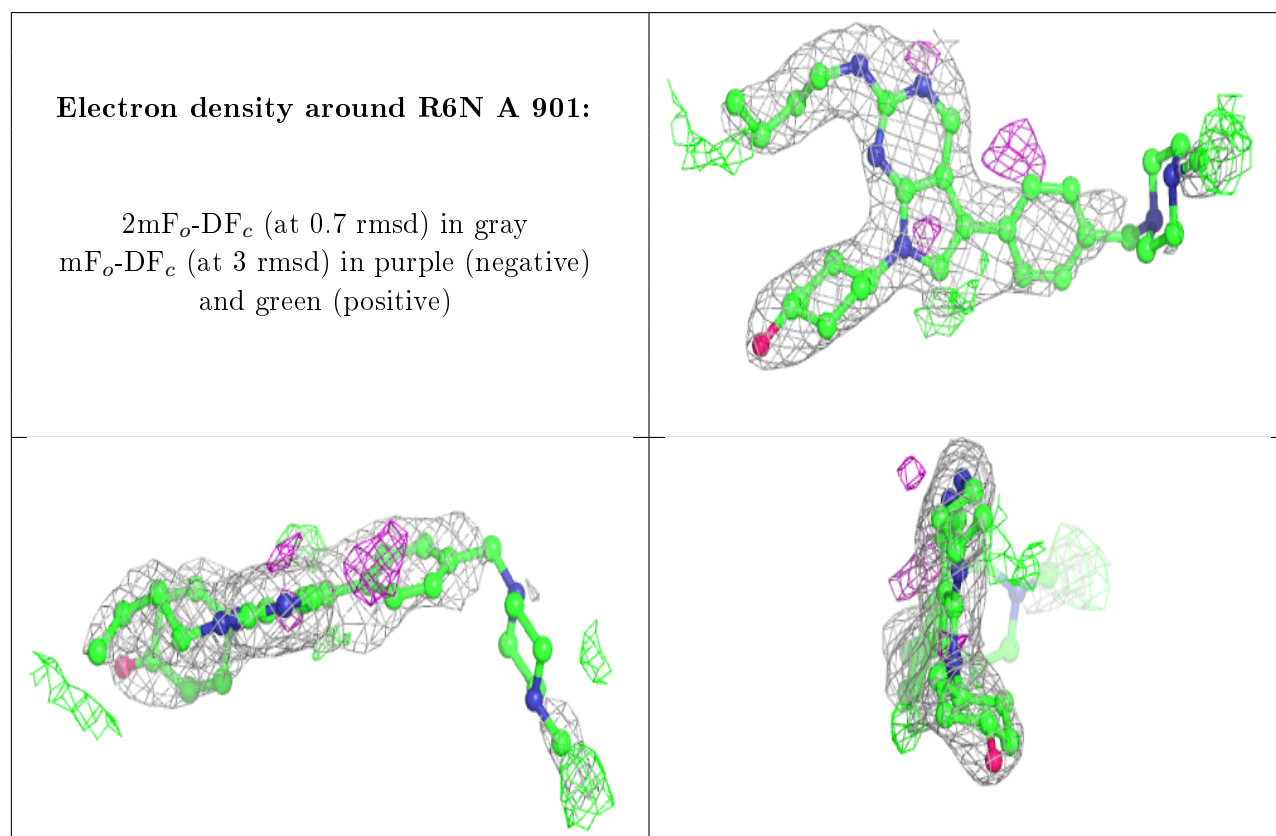 Electron density around R6N A 901:
2mFₒ-DF𝑐 (at 0.7 rmsd) in gray
mFₒ-DF𝑐 (at 3 rmsd) in purple (negative)
and green (positive)